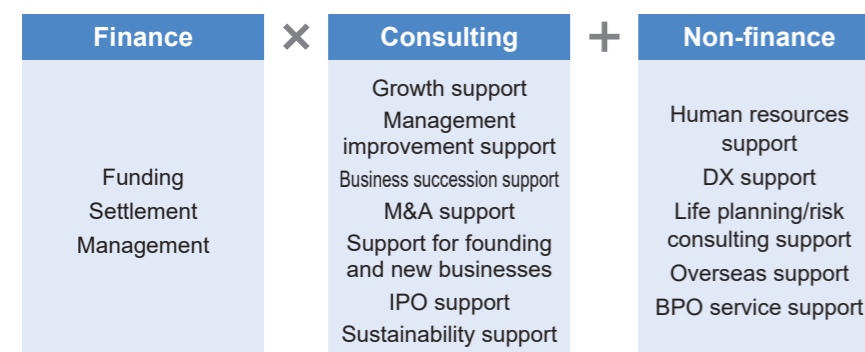 Finance
×
Consulting
+
Non-finance
Funding
Settlement
Management
Growth support
Management
improvement support
Business succession support
M&A support
Support for founding
and new businesses
IPO support
Sustainability support
Human resources
support
DX support
Life planning/risk
consulting support
Overseas support
BPO service support